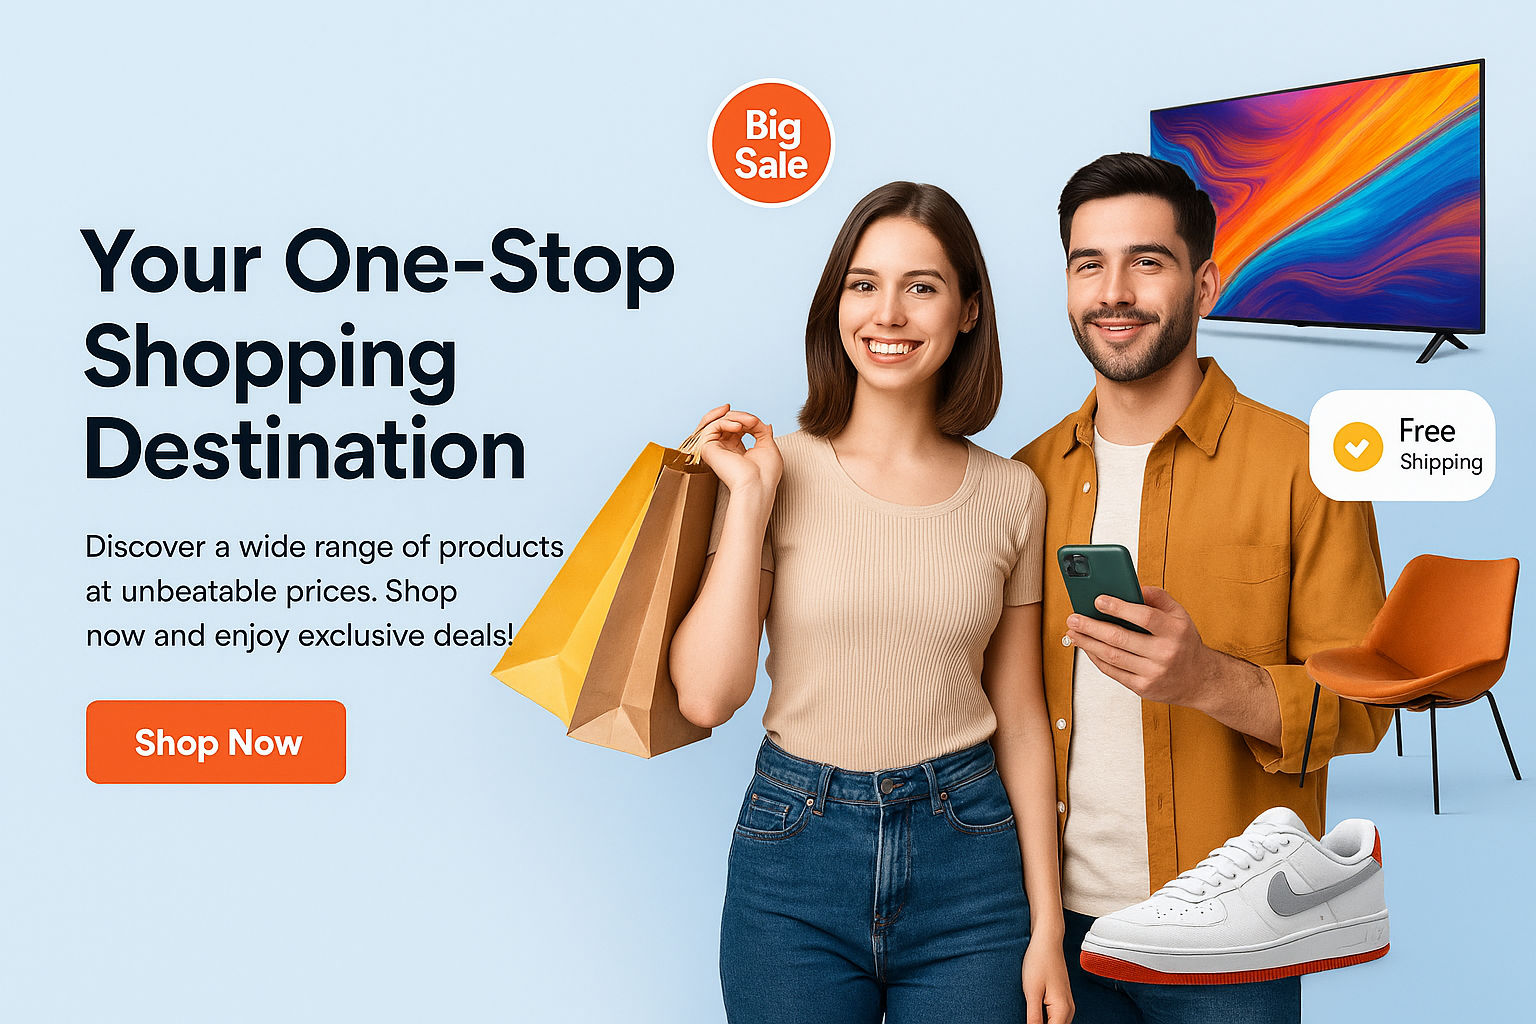 Big
Sale
Your One-Stop
Shopping
Destination
Discover a wide range of products
at unbeatable prices. Shop
now and enjoy exclusive deals!
Shop Now
Free
Shipping